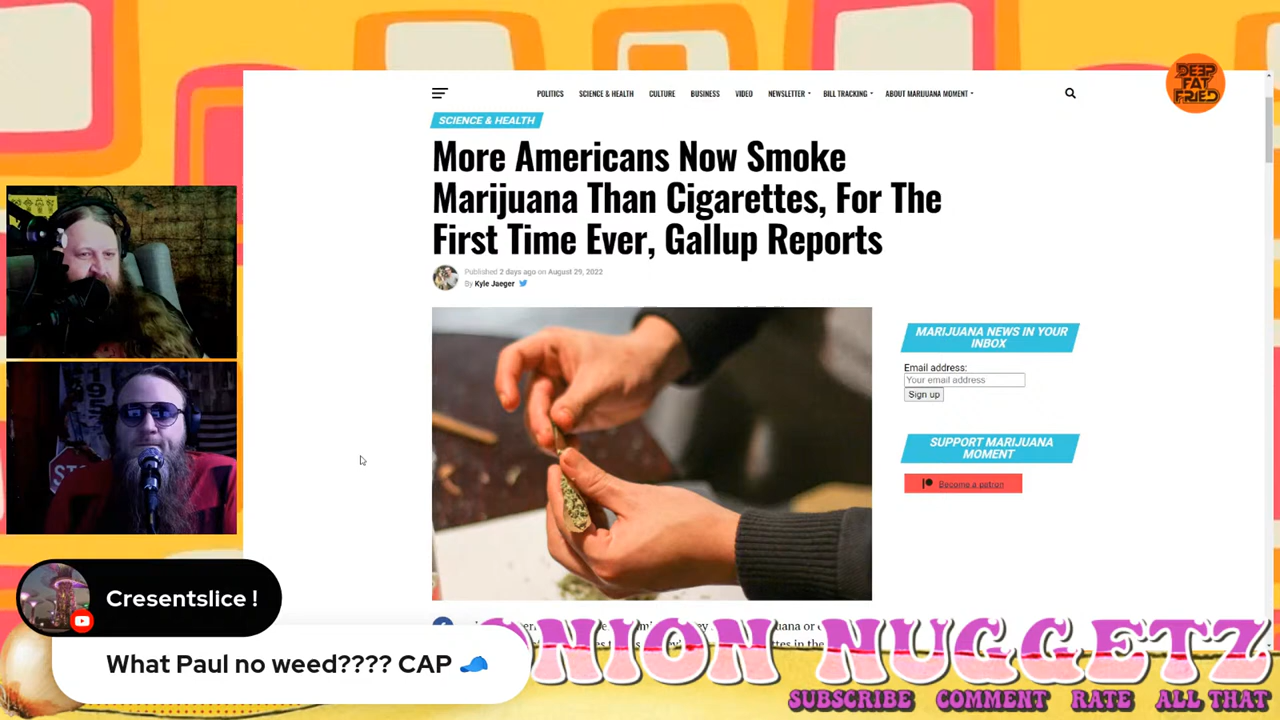 DEEP
FAT
FRIED
POLITICS SCIENCE & HEALTH CULTURE BUSINESS VIDEO NEWSLETTER BILL TRACKING ABOUT MARIJUANA MOMENT
SCIENCE & HEALTH
More Americans Now Smoke
Marijuana Than Cigarettes, For The
First Time Ever, Gallup Reports
Published 2 days ago on August 29, 2022
By Kyle Jaeger
MARIJUANA NEWS IN YOUR
INBOX
Email address:
Your email address
Sign up
SUPPORT MARIJUANA
MOMENT
Become a patron
Cresentslice !
What Paul no weed???? CAP 🧢
ONION NUGGETZ
SUBSCRIBE COMMENT RATE ALL THAT